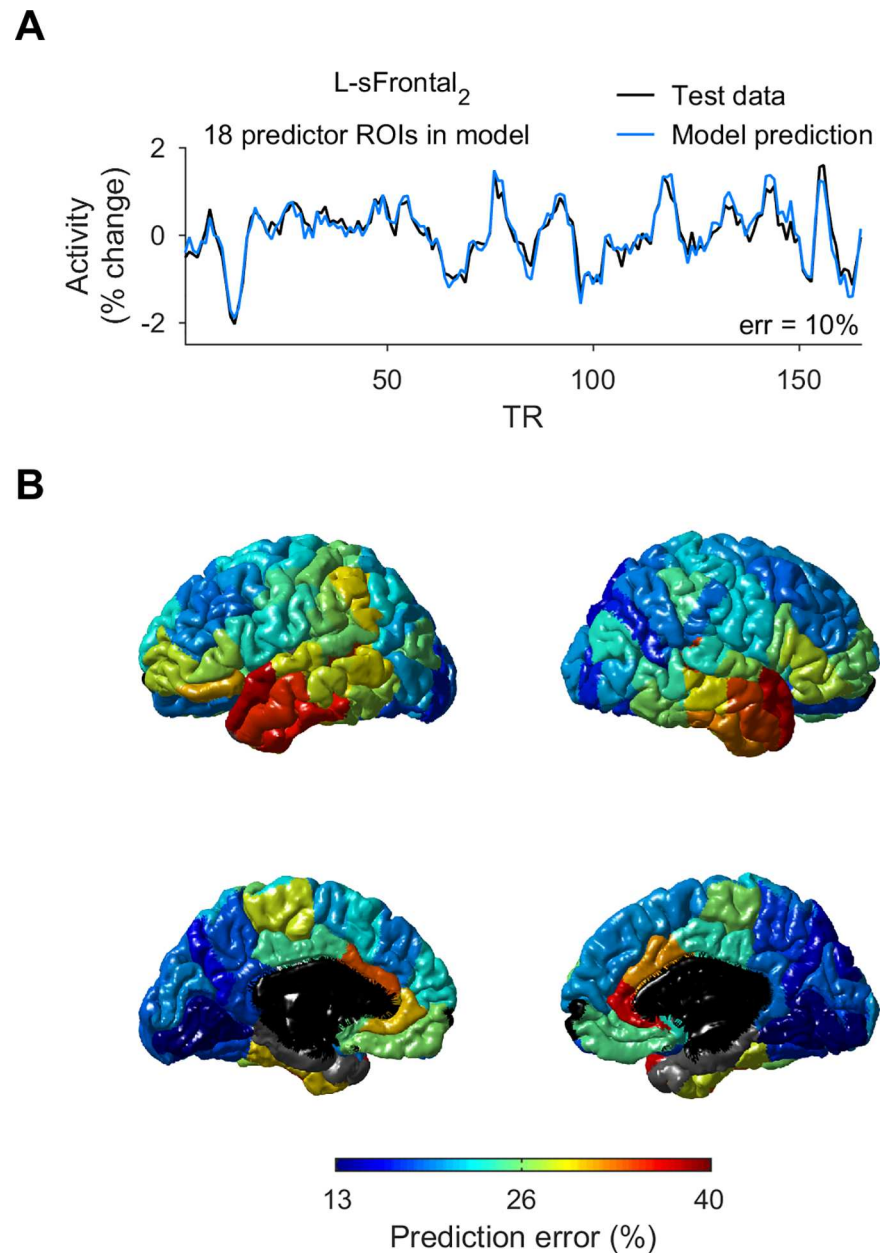 A
L-sFrontal₂
18 predictor ROIs in model
Test data
Model prediction
Activity
(% change)
2
0
-2
err = 10%
50 100 150
TR
B
13 26 40
Prediction error (%)